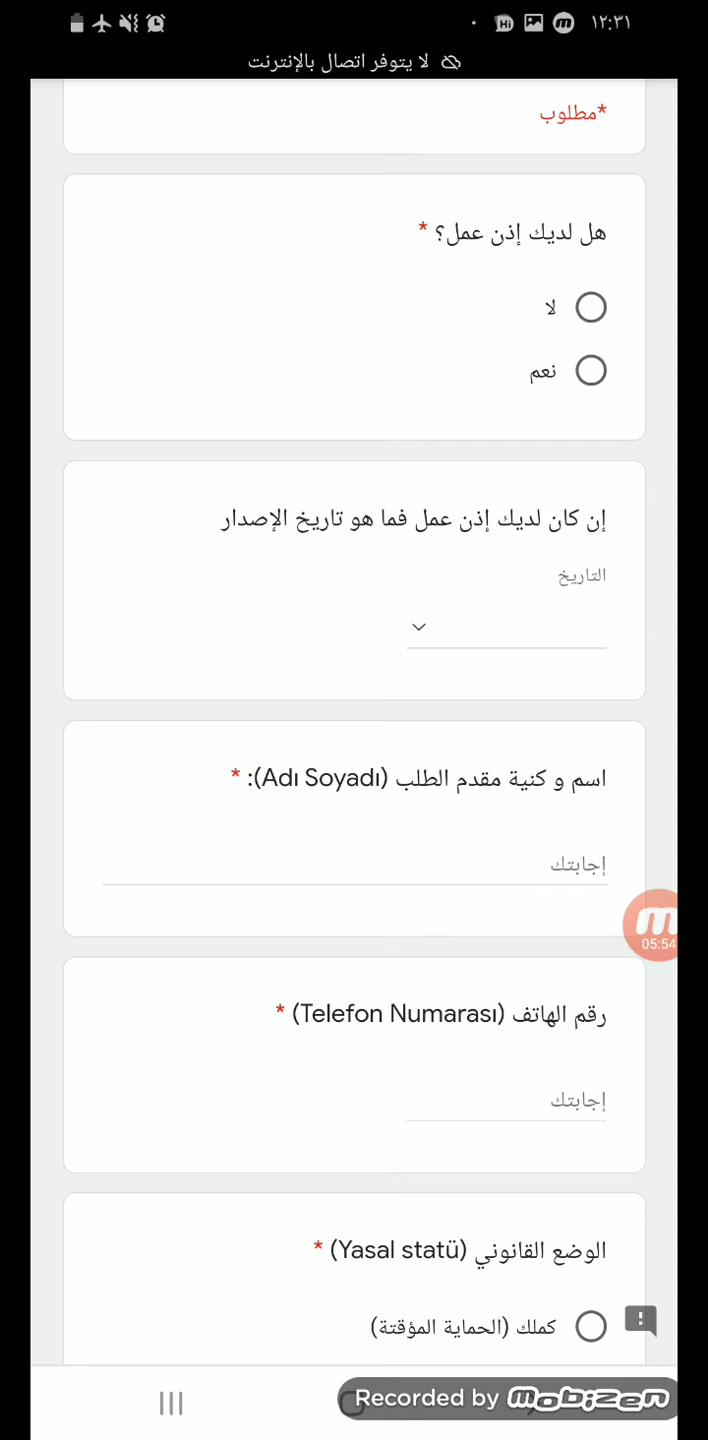 ١٢:٣١
لا يتوفر اتصال بالإنترنت
*مطلوب
هل لديك إذن عمل؟ *
لا
نعم
إن كان لديك إذن عمل فما هو تاريخ الإصدار
التاريخ
اسم و كنية مقدم الطلب (Adı Soyadı): *
إجابتك
05:54
رقم الهاتف (Telefon Numarası) *
إجابتك
الوضع القانوني (Yasal statü) *
كملك (الحماية المؤقتة)
Recorded by mobizen